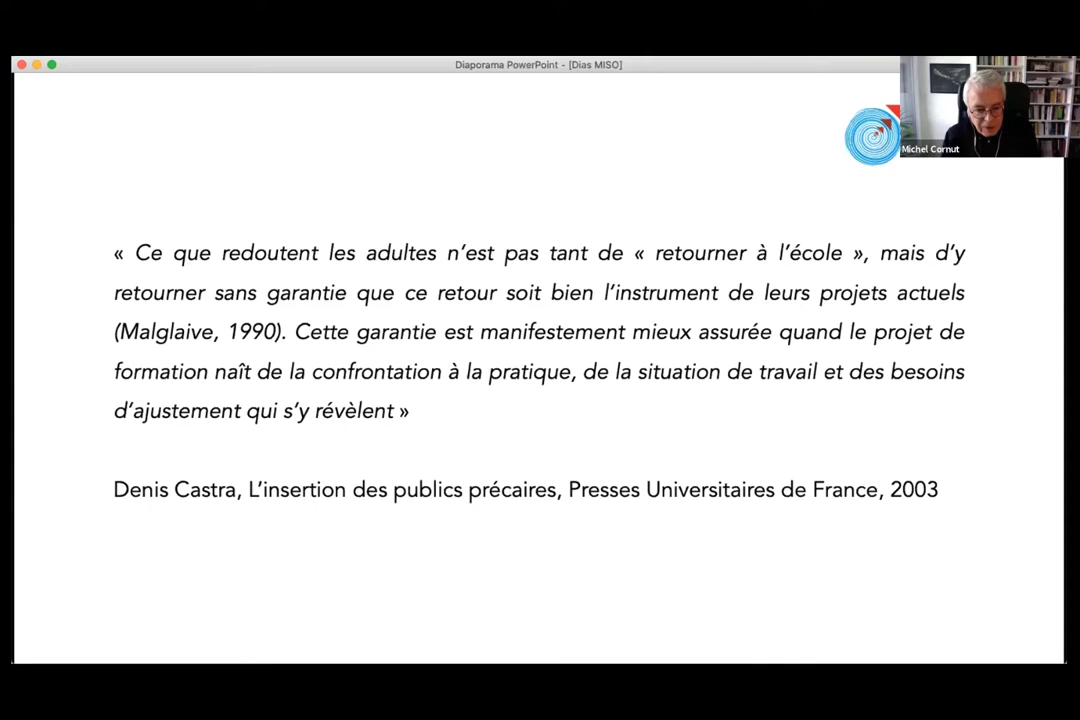 Diaporama PowerPoint - [Dias MISO]
Michel Cornut
« Ce que redoutent les adultes n’est pas tant de « retourner à l’école », mais d’y
retourner sans garantie que ce retour soit bien l’instrument de leurs projets actuels
(Malglaive, 1990). Cette garantie est manifestement mieux assurée quand le projet de
formation naît de la confrontation à la pratique, de la situation de travail et des besoins
d’ajustement qui s’y révèlent »
Denis Castra, L’insertion des publics précaires, Presses Universitaires de France, 2003